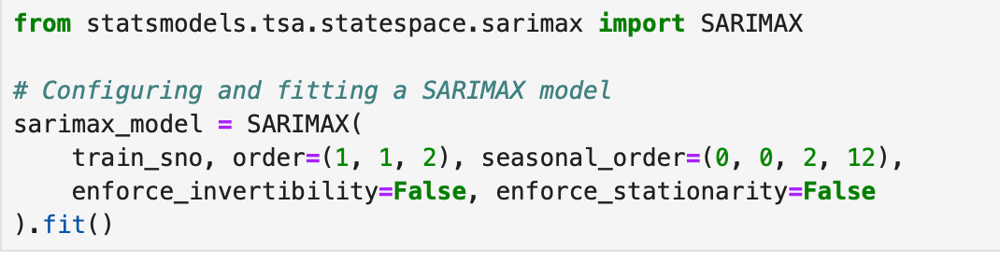 from statsmodels.tsa.statespace.sarimax import SARIMAX
# Configuring and fitting a SARIMAX model
sarimax_model = SARIMAX(
    train_sno, order=(1, 1, 2), seasonal_order=(0, 0, 2, 12),
    enforce_invertibility=False, enforce_stationarity=False
).fit()